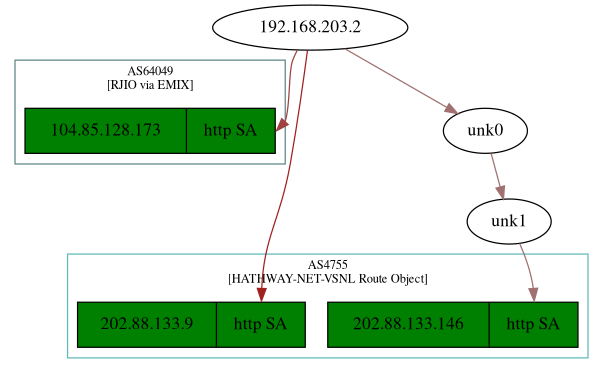 192.168.203.2
AS64049
[RJIO via EMIX]
104.85.128.173 http SA
unk0
unk1
AS4755
[HATHWAY-NET-VSNL Route Object]
202.88.133.9 http SA
202.88.133.146 http SA